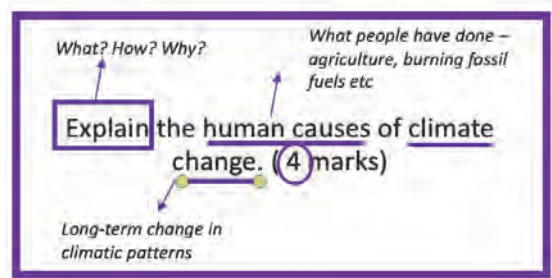 What? How? Why?
What people have done –
agriculture, burning fossil
fuels etc
Explain the human causes of climate
change. (4 marks)
Long-term change in
climatic patterns